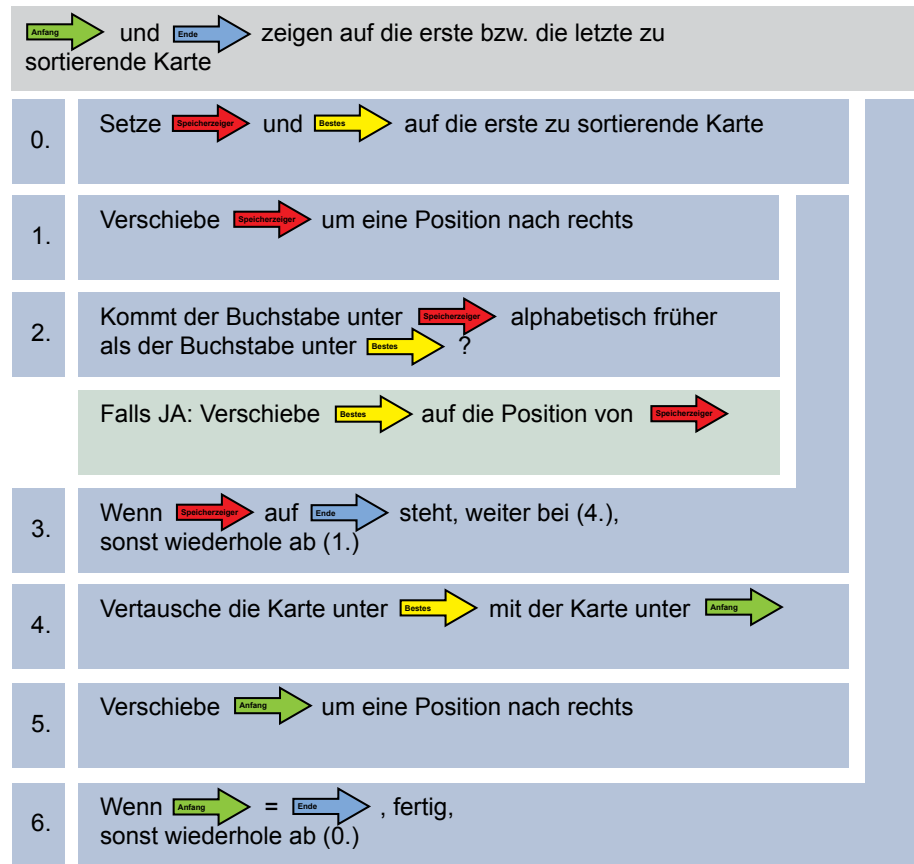 Anfang und Ende zeigen auf die erste bzw. die letzte zu
sortierende Karte
0. Setze Speicherzeiger und Bestes auf die erste zu sortierende Karte
1. Verschiebe Speicherzeiger um eine Position nach rechts
2. Kommt der Buchstabe unter Speicherzeiger alphabetisch früher
als der Buchstabe unter Bestes ?
Falls JA: Verschiebe Bestes auf die Position von Speicherzeiger
3. Wenn Speicherzeiger auf Ende steht, weiter bei (4.),
sonst wiederhole ab (1.)
4. Vertausche die Karte unter Bestes mit der Karte unter Anfang
5. Verschiebe Anfang um eine Position nach rechts
6. Wenn Anfang = Ende , fertig,
sonst wiederhole ab (0.)